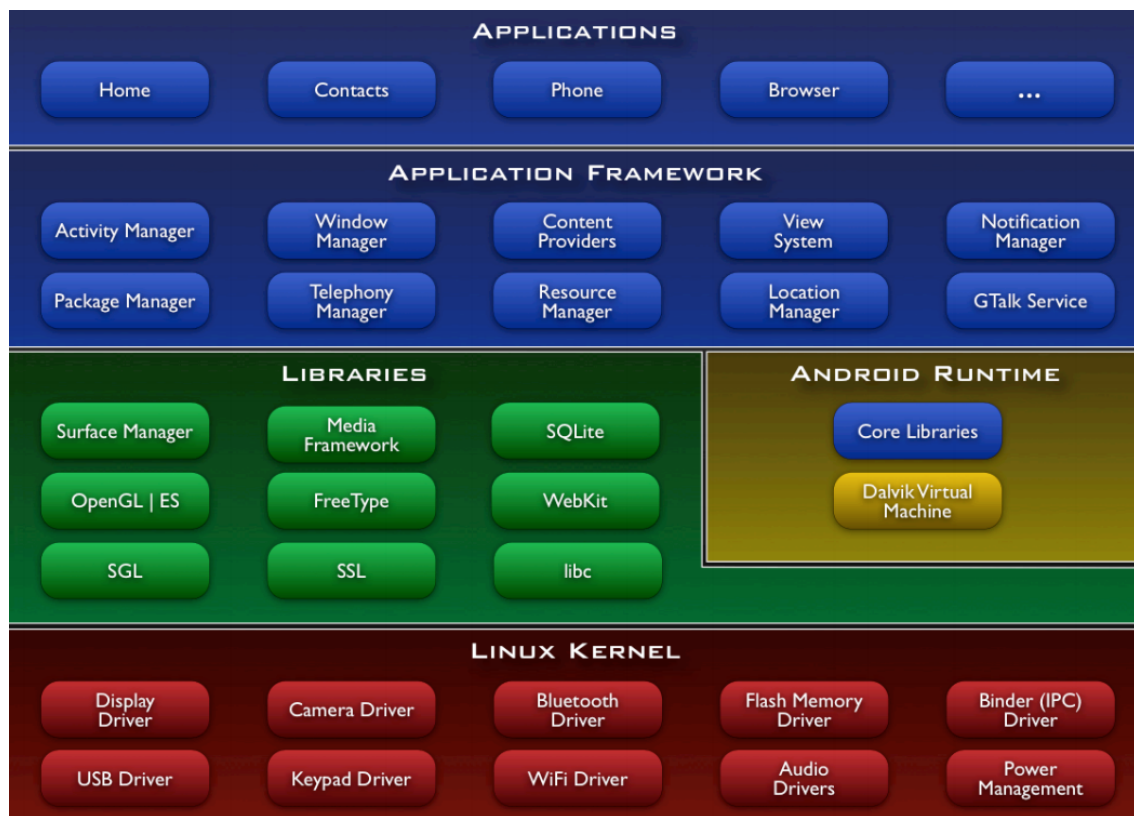 APPLICATIONS
Home
Contacts
Phone
Browser
...
APPLICATION FRAMEWORK
Activity Manager
Window
Manager
Content
Providers
View
System
Notification
Manager
Package Manager
Telephony
Manager
Resource
Manager
Location
Manager
GTalk Service
LIBRARIES
Surface Manager
Media
Framework
SQLite
OpenGL | ES
FreeType
WebKit
SGL
SSL
libc
ANDROID RUNTIME
Core Libraries
Dalvik Virtual
Machine
LINUX KERNEL
Display
Driver
Camera Driver
Bluetooth
Driver
Flash Memory
Driver
Binder (IPC)
Driver
USB Driver
Keypad Driver
WiFi Driver
Audio
Drivers
Power
Management